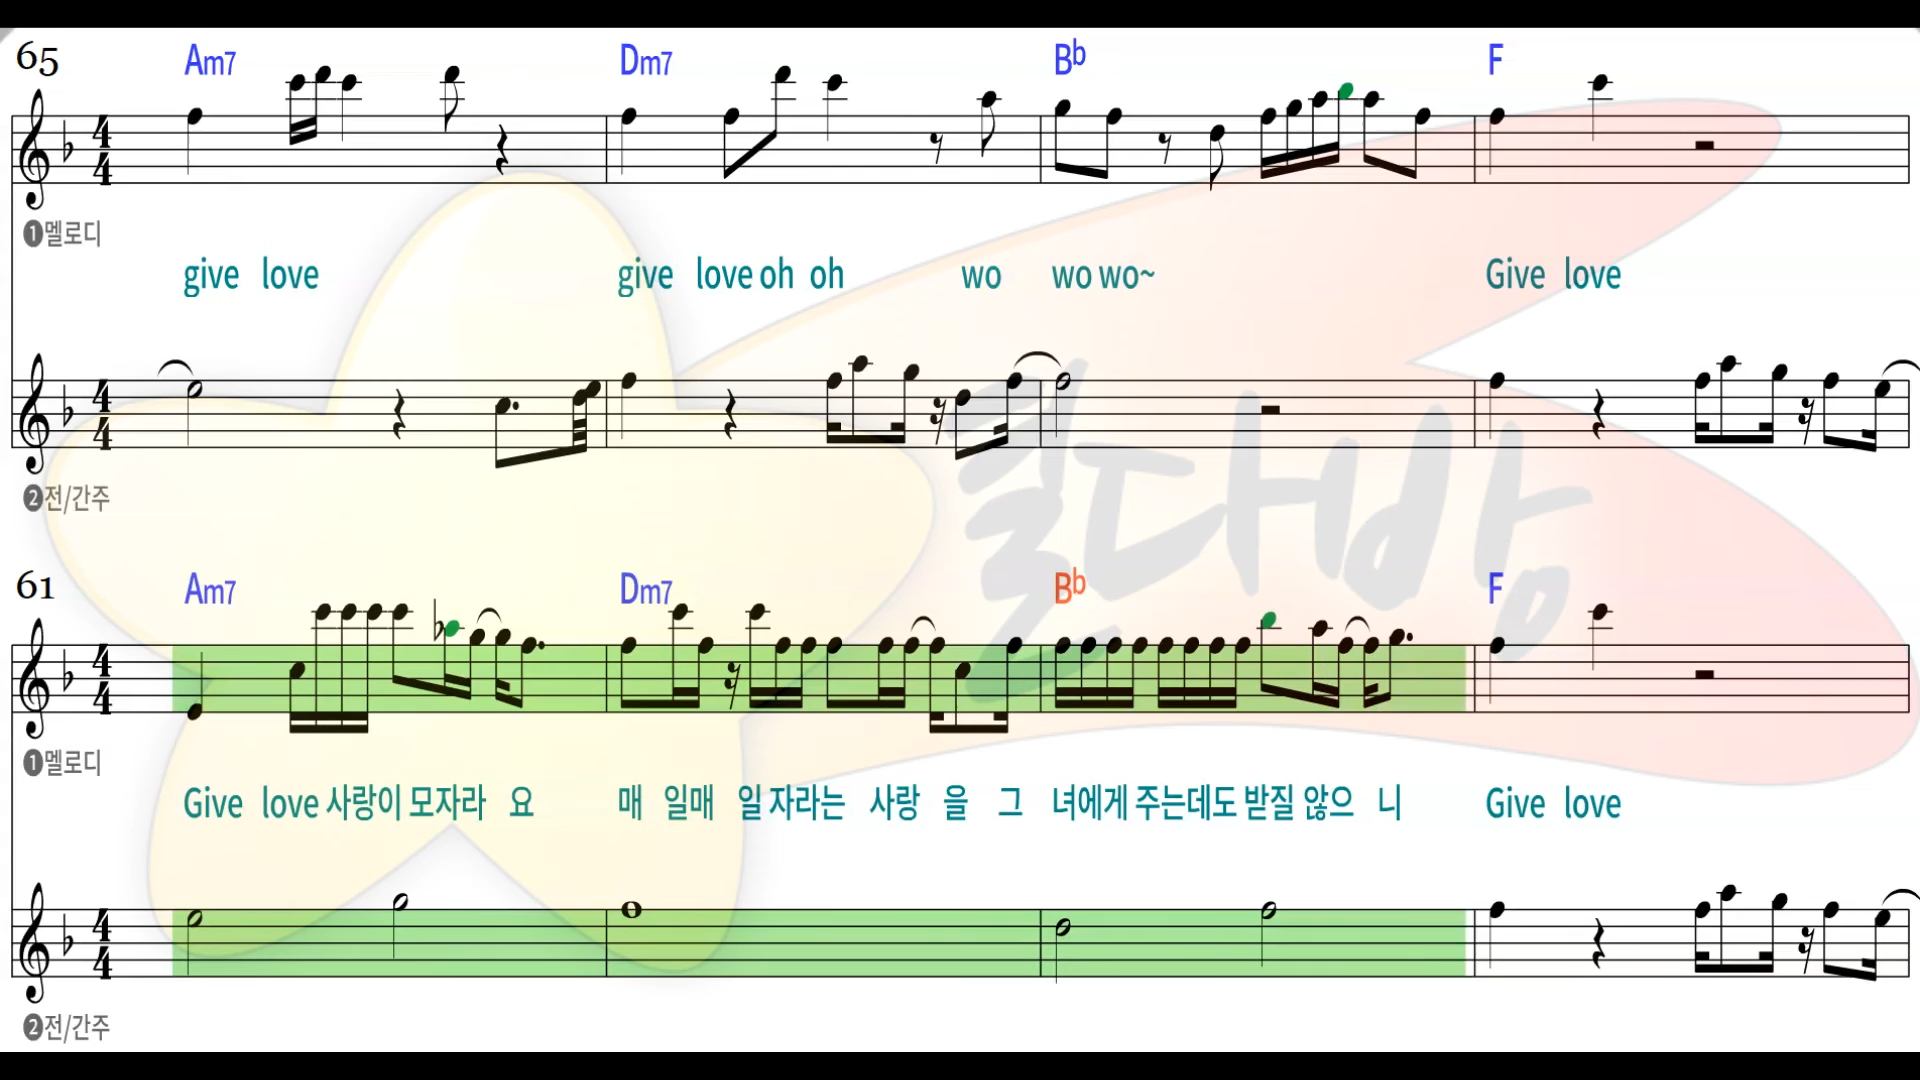 65
Am7 Dm7 Bb F
❶멜로디
give love give love oh oh wo wo wo~ Give love
❷전/간주
킬다방
61
Am7 Dm7 Bb F
❶멜로디
Give love 사랑이 모자라 요 매 일매 일 자라는 사랑 을 그 녀에게 주는데도 받질 않으 니 Give love
❷전/간주